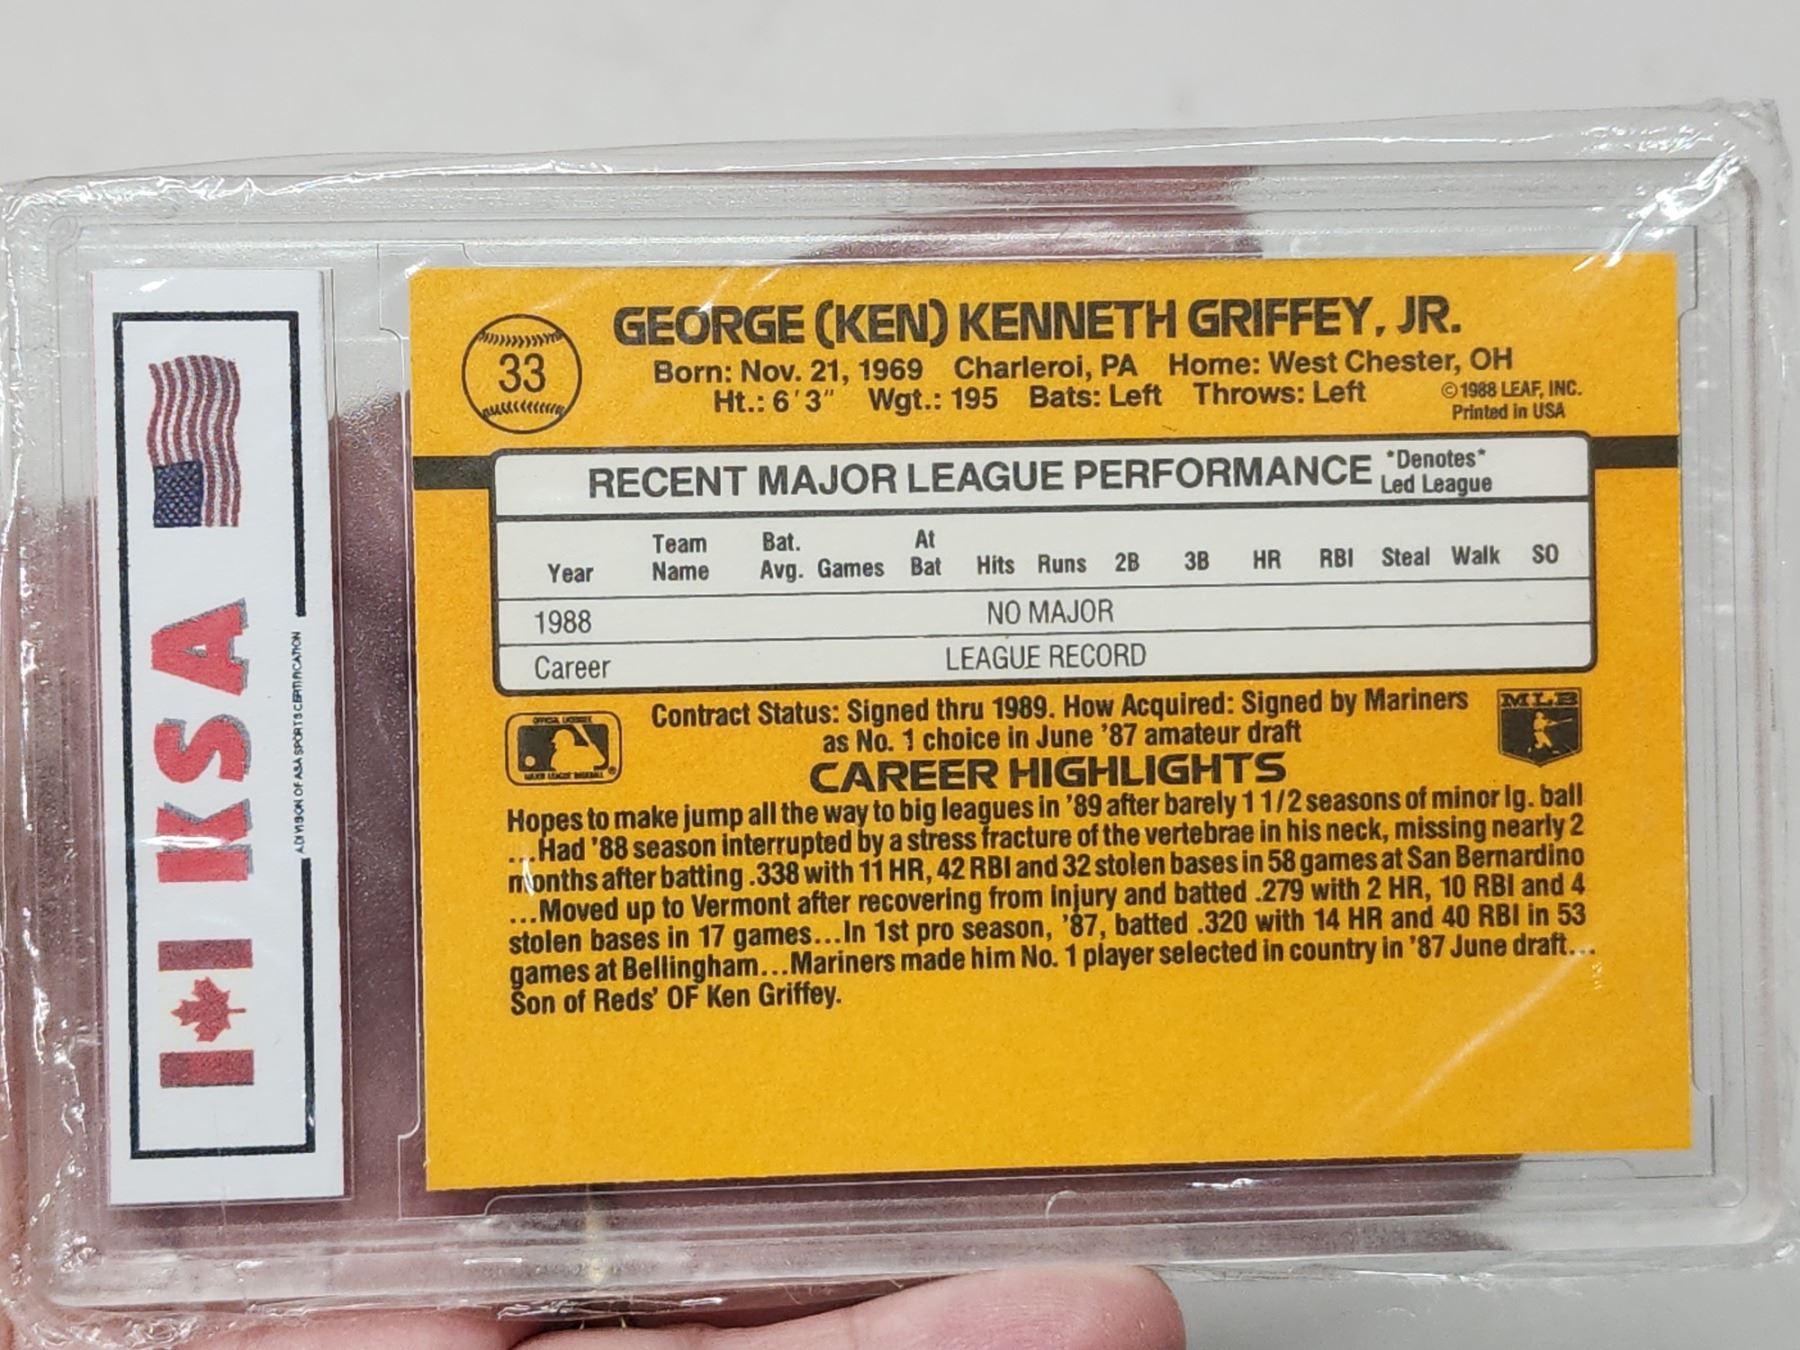 KSA
A DIVISION OF ASA SPORTS CERTIFICATION
33
GEORGE (KEN) KENNETH GRIFFEY, JR.
Born: Nov. 21, 1969 Charleroi, PA Home: West Chester, OH
Ht.: 6'3" Wgt.: 195 Bats: Left Throws: Left
© 1988 LEAF, INC.
Printed in USA
RECENT MAJOR LEAGUE PERFORMANCE
*Denotes*
Led League
Year Team Name Bat. Avg. Games At Bat Hits Runs 2B 3B HR RBI Steal Walk SO
1988 NO MAJOR
Career LEAGUE RECORD
OFFICIAL LICENSEE
MAJOR LEAGUE BASEBALL
Contract Status: Signed thru 1989. How Acquired: Signed by Mariners
as No. 1 choice in June '87 amateur draft
MLB
CAREER HIGHLIGHTS
Hopes to make jump all the way to big leagues in '89 after barely 1 1/2 seasons of minor lg. ball
...Had '88 season interrupted by a stress fracture of the vertebrae in his neck, missing nearly 2
months after batting .338 with 11 HR, 42 RBI and 32 stolen bases in 58 games at San Bernardino
...Moved up to Vermont after recovering from injury and batted .279 with 2 HR, 10 RBI and 4
stolen bases in 17 games...In 1st pro season, '87, batted .320 with 14 HR and 40 RBI in 53
games at Bellingham...Mariners made him No. 1 player selected in country in '87 June draft...
Son of Reds' OF Ken Griffey.